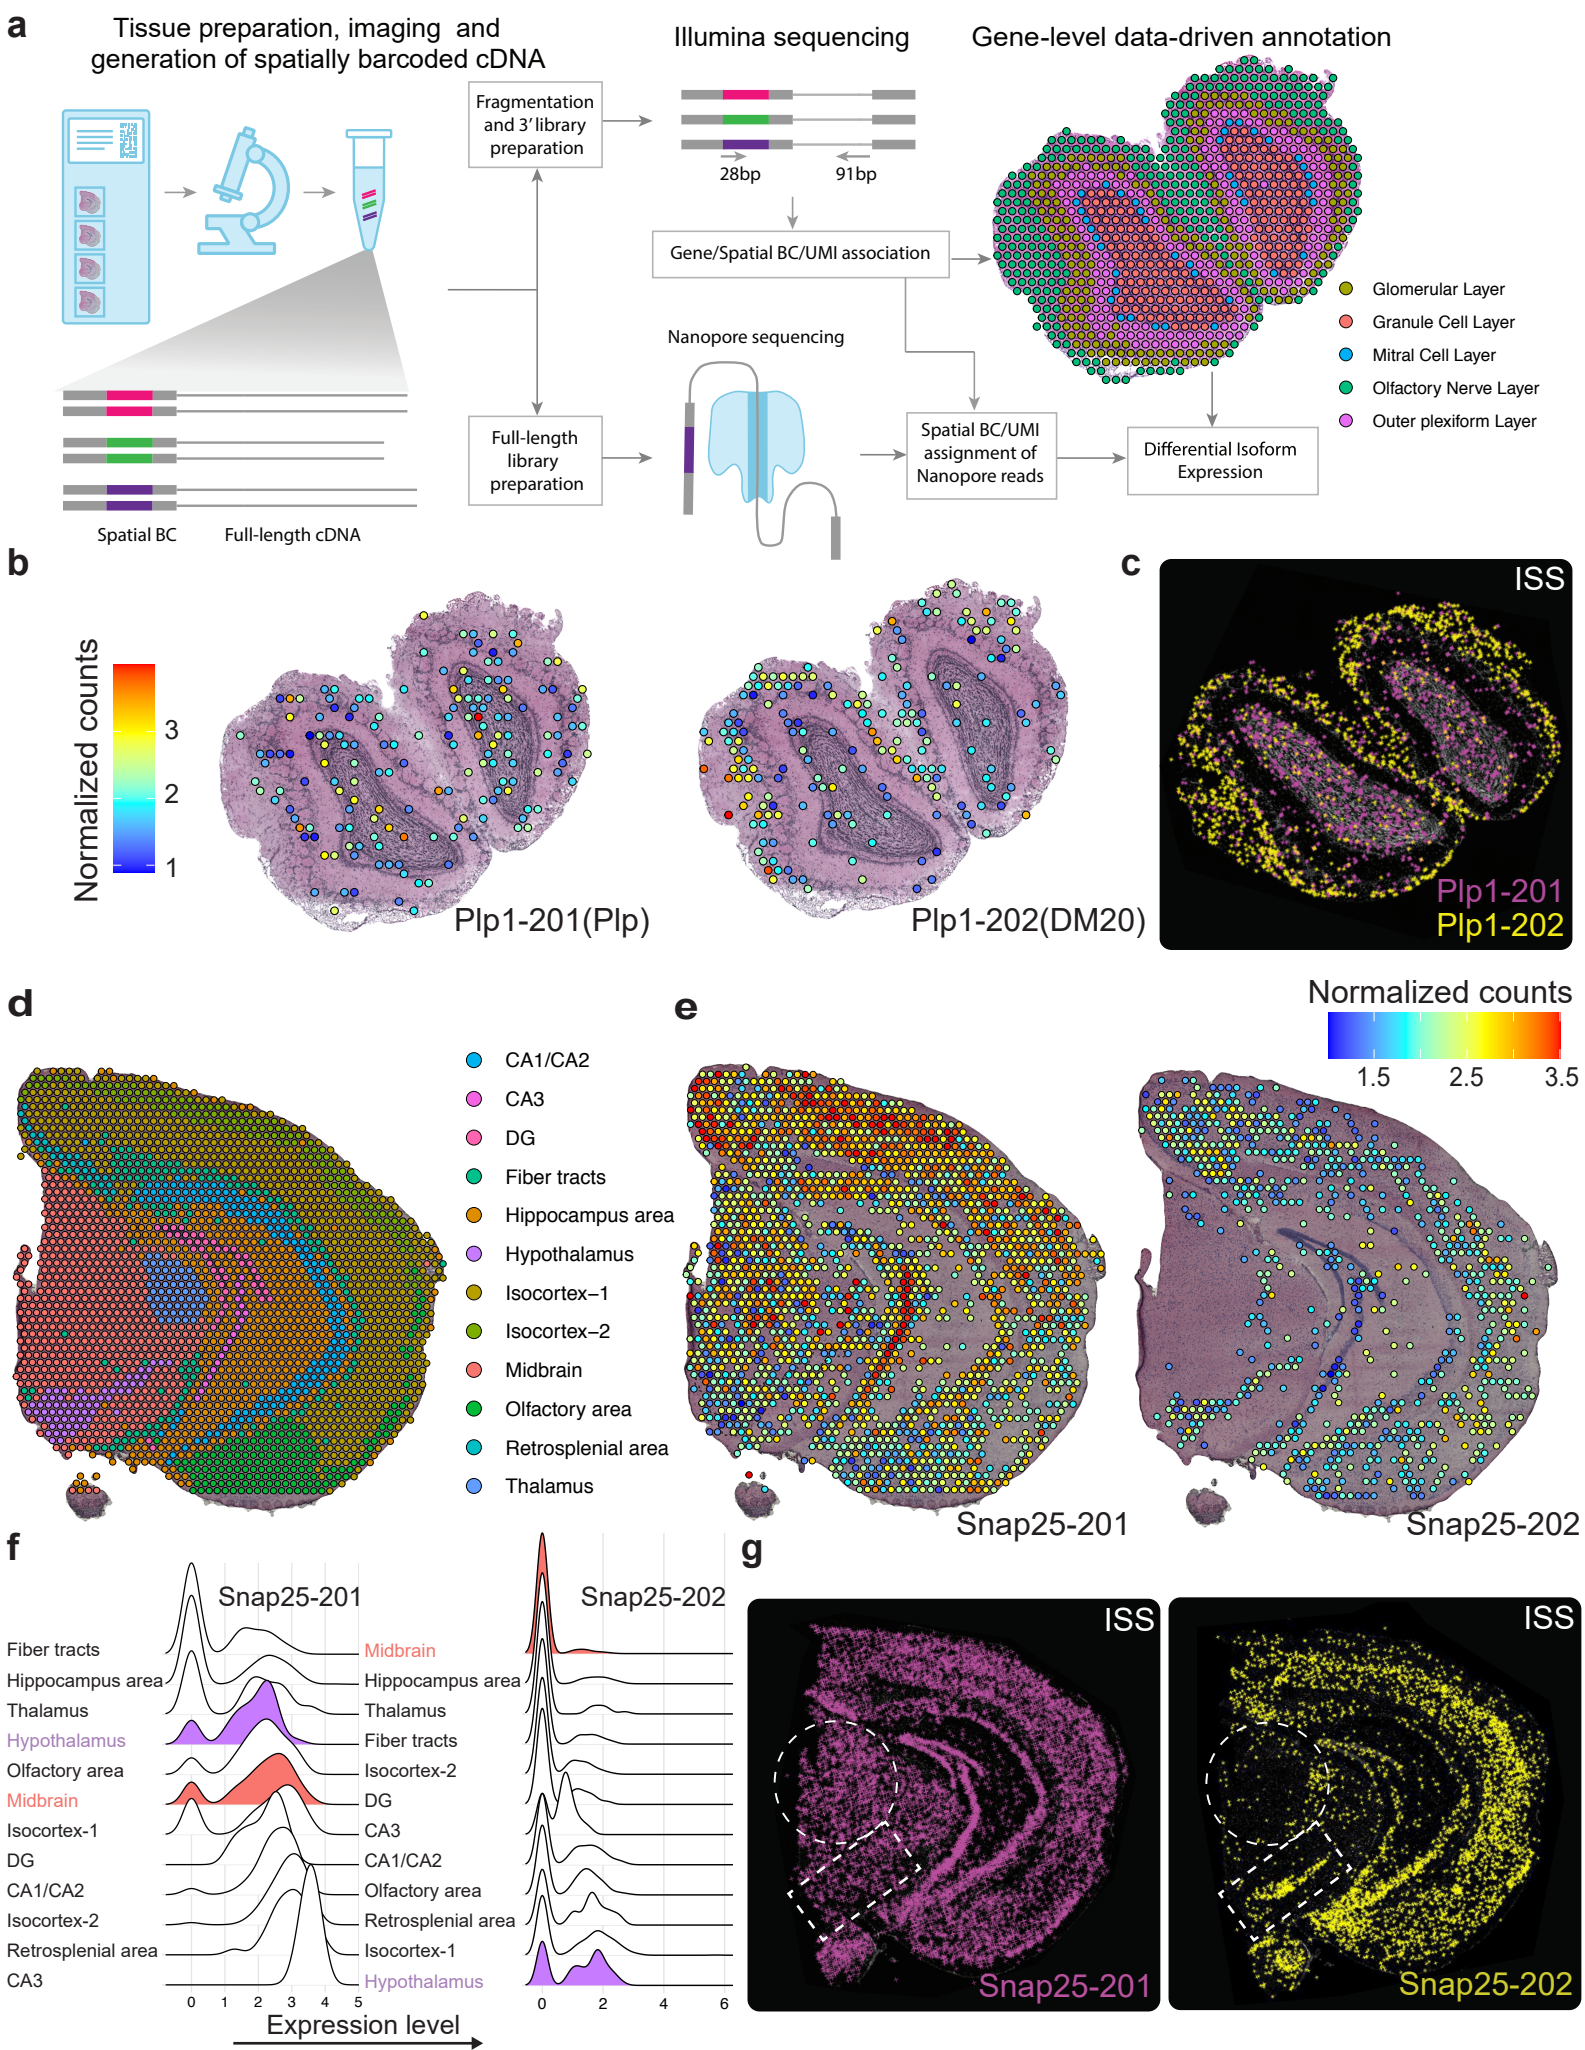 a
Tissue preparation, imaging and
generation of spatially barcoded cDNA
Illumina sequencing
Gene-level data-driven annotation
Fragmentation
and 3' library
preparation
28bp
91bp
Gene/Spatial BC/UMI association
Glomerular Layer
Granule Cell Layer
Mitral Cell Layer
Olfactory Nerve Layer
Outer plexiform Layer
Nanopore sequencing
Full-length
library
preparation
Spatial BC/UMI
assignment of
Nanopore reads
Differential Isoform
Expression
Spatial BC
Full-length cDNA
b
Normalized counts
3
2
1
Plp1-201(Plp)
Plp1-202(DM20)
c
ISS
Plp1-201
Plp1-202
d
CA1/CA2
CA3
DG
Fiber tracts
Hippocampus area
Hypothalamus
Isocortex–1
Isocortex–2
Midbrain
Olfactory area
Retrosplenial area
Thalamus
e
Normalized counts
1.5
2.5
3.5
Snap25-201
Snap25-202
f
Snap25-201
Fiber tracts
Hippocampus area
Thalamus
Hypothalamus
Olfactory area
Midbrain
Isocortex-1
DG
CA1/CA2
Isocortex-2
Retrosplenial area
CA3
0 1 2 3 4 5
Snap25-202
Midbrain
Hippocampus area
Thalamus
Fiber tracts
Isocortex-2
DG
CA3
CA1/CA2
Olfactory area
Retrosplenial area
Isocortex-1
Hypothalamus
0 2 4 6
Expression level
g
ISS
Snap25-201
ISS
Snap25-202